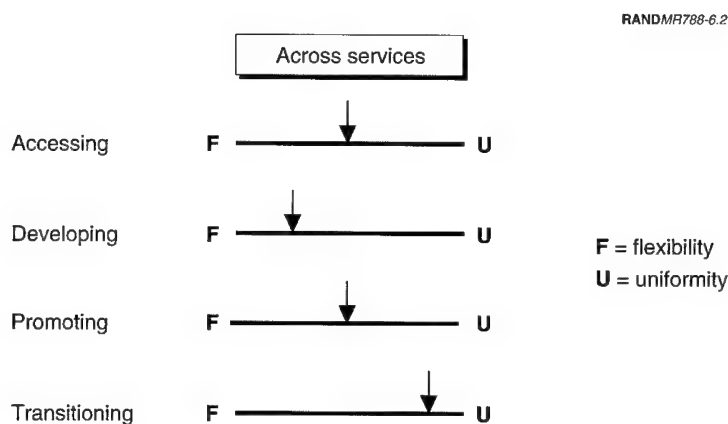 RANDMR788-6.2
Across services
Accessing F U
Developing F U
F = flexibility
U = uniformity
Promoting F U
Transitioning F U